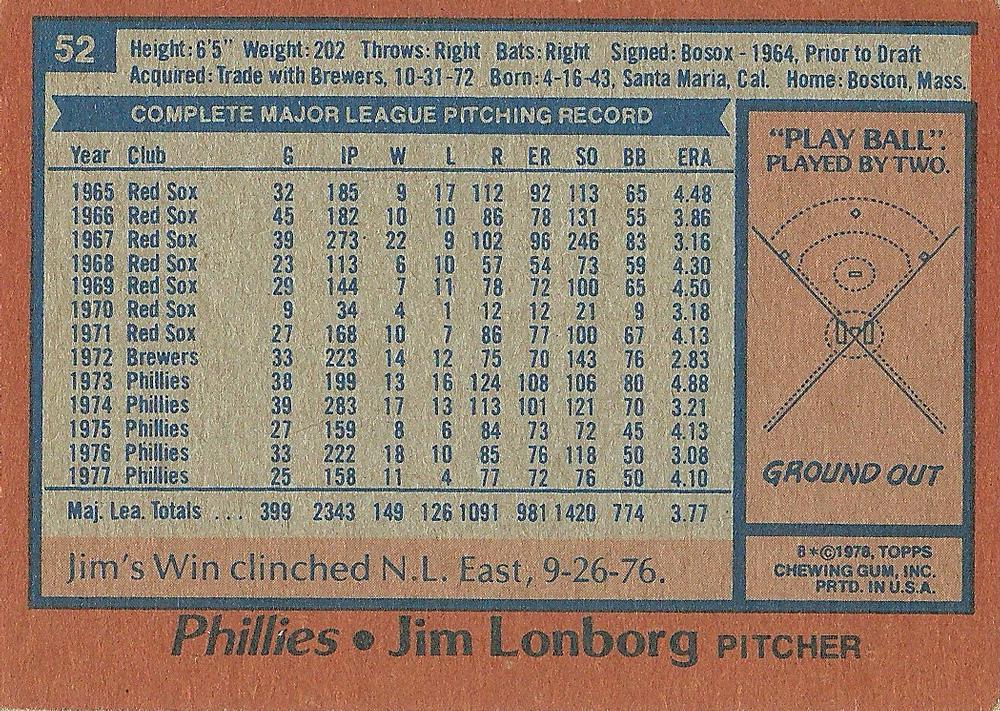 52
Height: 6'5" Weight: 202 Throws: Right Bats: Right Signed: Bosox - 1964, Prior to Draft
Acquired: Trade with Brewers, 10-31-72 Born: 4-16-43, Santa Maria, Cal. Home: Boston, Mass.
COMPLETE MAJOR LEAGUE PITCHING RECORD
Year Club G IP W L R ER SO BB ERA
1965 Red Sox 32 185 9 17 112 92 113 65 4.48
1966 Red Sox 45 182 10 10 86 78 131 55 3.86
1967 Red Sox 39 273 22 9 102 96 246 83 3.16
1968 Red Sox 23 113 6 10 57 54 73 59 4.30
1969 Red Sox 29 144 7 11 78 72 100 65 4.50
1970 Red Sox 9 34 4 1 12 12 21 9 3.18
1971 Red Sox 27 168 10 7 86 77 100 67 4.13
1972 Brewers 33 223 14 12 75 70 143 76 2.83
1973 Phillies 38 199 13 16 124 108 106 80 4.88
1974 Phillies 39 283 17 13 113 101 121 70 3.21
1975 Phillies 27 159 8 6 84 73 72 45 4.13
1976 Phillies 33 222 18 10 85 76 118 50 3.08
1977 Phillies 25 158 11 4 77 72 76 50 4.10
Maj. Lea. Totals ... 399 2343 149 126 1091 981 1420 774 3.77
Jim's Win clinched N.L. East, 9-26-76.
"PLAY BALL".
PLAYED BY TWO.
GROUND OUT
8*©1978, TOPPS
CHEWING GUM, INC.
PRTD. IN U.S.A.
Phillies • Jim Lonborg PITCHER